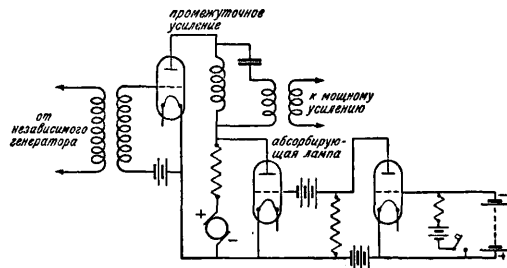 промежуточное
усиление
от
независимого
генератора
к мощному
усилению
абсорбирую-
щая лампа
+
−
−
+